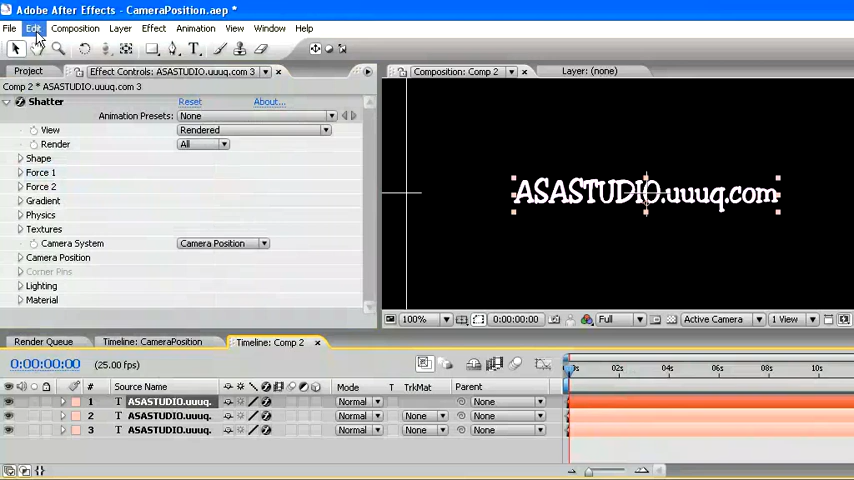 Adobe After Effects - CameraPosition.aep *
File Edit Composition Layer Effect Animation View Window Help
Project Effect Controls: ASASTUDIO.uuuq.com 3 Composition: Comp 2 Layer: (none)
Comp 2 * ASASTUDIO.uuuq.com 3
Shatter Reset About...
Animation Presets: None
View Rendered
Render All
Shape
Force 1
Force 2
Gradient
Physics
Textures
Camera System Camera Position
Camera Position
Corner Pins
Lighting
Material
ASASTUDIO.uuuq.com
100% 0:00:00:00 Full Active Camera 1 View
Render Queue Timeline: CameraPosition Timeline: Comp 2
0:00:00:00 (25.00 fps) 02s 04s 06s 08s 10s
# Source Name Mode T TrkMat Parent
1 T ASASTUDIO.uuuq. Normal None
2 T ASASTUDIO.uuuq. Normal None None
3 T ASASTUDIO.uuuq. Normal None None